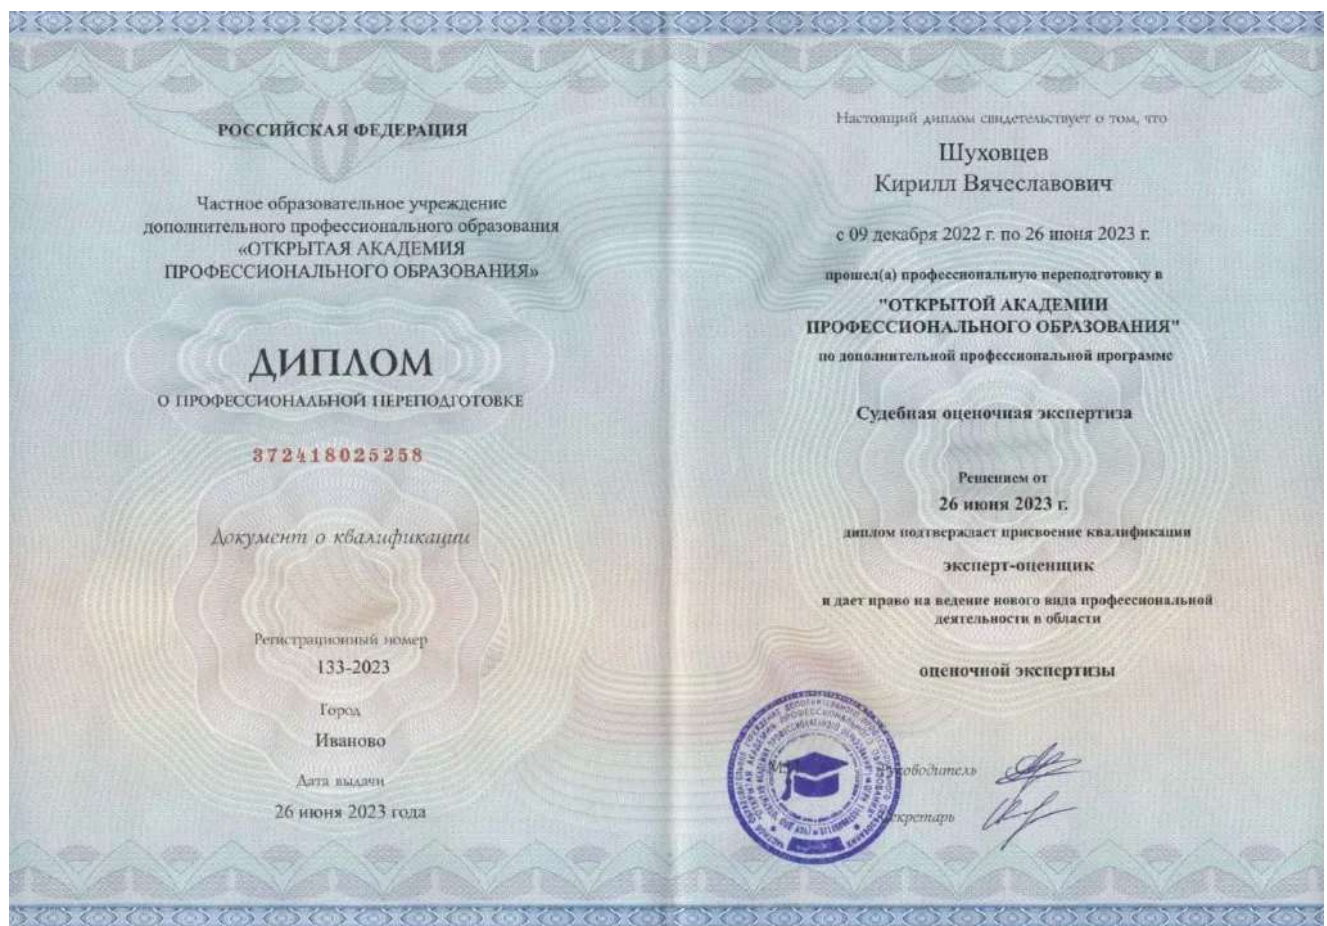 РОССИЙСКАЯ ФЕДЕРАЦИЯ
Частное образовательное учреждение
дополнительного профессионального образования
«ОТКРЫТАЯ АКАДЕМИЯ
ПРОФЕССИОНАЛЬНОГО ОБРАЗОВАНИЯ»
ДИПЛОМ
О ПРОФЕССИОНАЛЬНОЙ ПЕРЕПОДГОТОВКЕ
372418025258
Документ о квалификации
Регистрационный номер
133-2023
Город
Иваново
Дата выдачи
26 июня 2023 года
Настоящий диплом свидетельствует о том, что
Шуховцев
Кирилл Вячеславович
с 09 декабря 2022 г. по 26 июня 2023 г.
прошел(а) профессиональную переподготовку в
"ОТКРЫТОЙ АКАДЕМИИ
ПРОФЕССИОНАЛЬНОГО ОБРАЗОВАНИЯ"
по дополнительной профессиональной программе
Судебная оценочная экспертиза
Решением от
26 июня 2023 г.
диплом подтверждает присвоение квалификации
эксперт-оценщик
и дает право на ведение нового вида профессиональной
деятельности в области
оценочной экспертизы
Руководитель
Секретарь